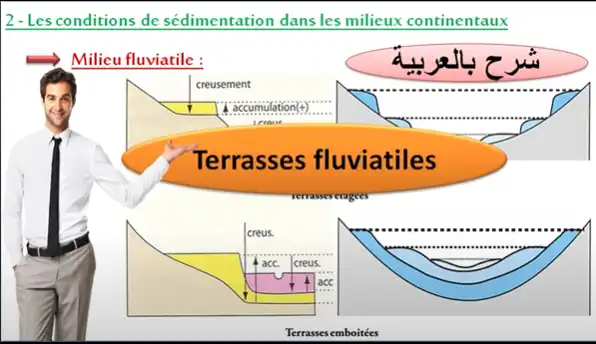 2 - Les conditions de sédimentation dans les milieux continentaux
Milieu fluviatile :
شرح بالعربية
creusement
accumulation(+)
creus
Terrasses fluviatiles
Terrasses étagées
creus.
acc.
creus.
acc
Terrasses emboitées